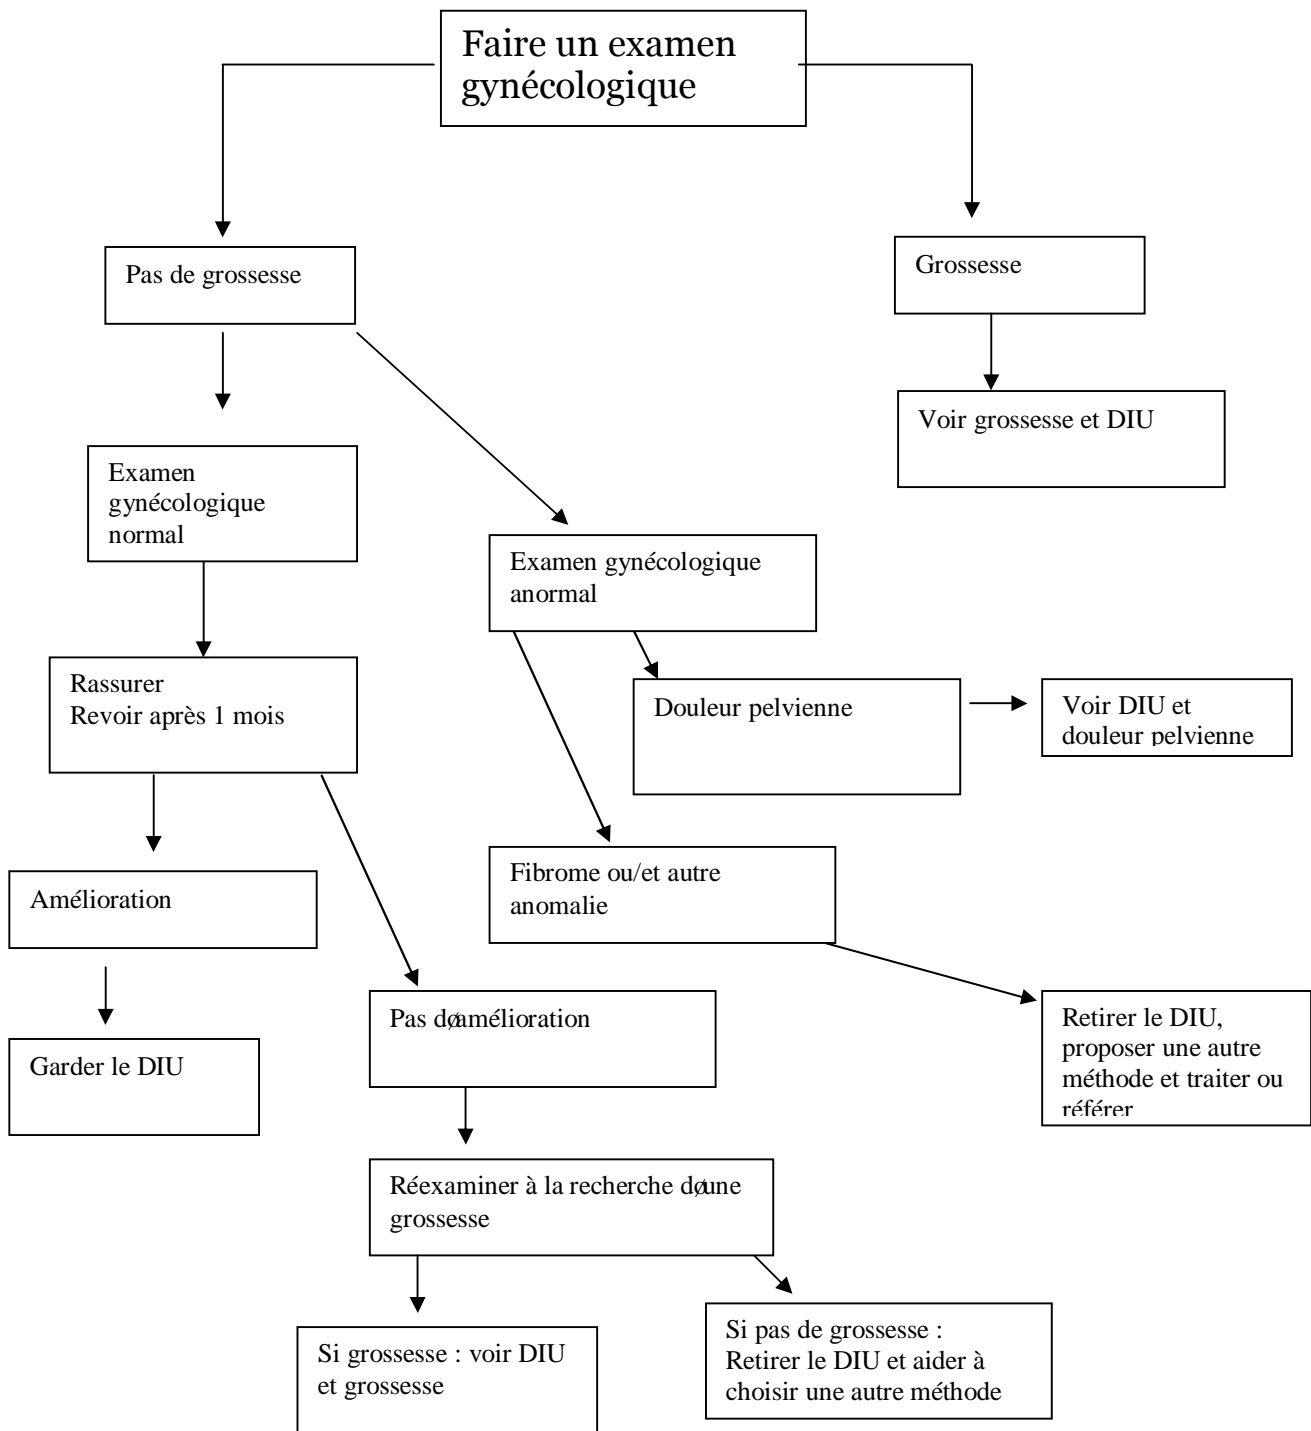 Faire un examen
gynécologique
Pas de grossesse
Grossesse
Voir grossesse et DIU
Examen
gynécologique
normal
Examen gynécologique
anormal
Rassurer
Revoir après 1 mois
Douleur pelvienne
Voir DIU et
douleur pelvienne
Amélioration
Fibrome ou/et autre
anomalie
Garder le DIU
Pas døamélioration
Retirer le DIU,
proposer une autre
méthode et traiter ou
référer
Réexaminer à la recherche døune
grossesse
Si grossesse : voir DIU
et grossesse
Si pas de grossesse :
Retirer le DIU et aider à
choisir une autre méthode